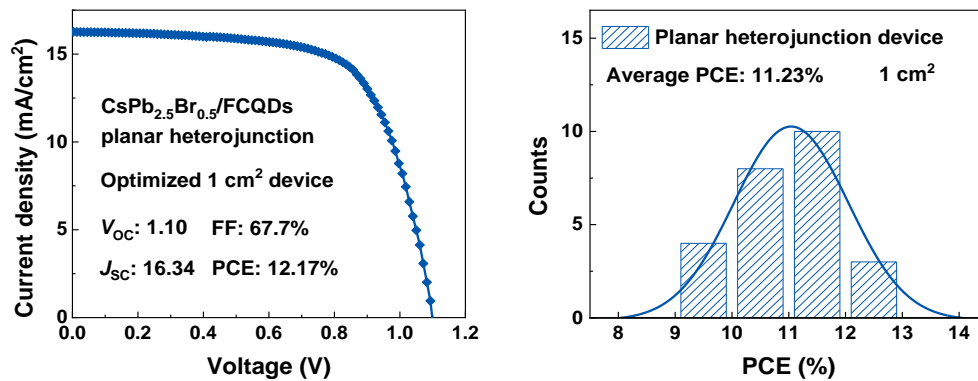 Current density (mA/cm²)
15
10
5
0
CsPb₂.₅Br₀.₅/FCQDs
planar heterojunction
Optimized 1 cm² device
V_OC: 1.10 FF: 67.7%
J_SC: 16.34 PCE: 12.17%
0.0 0.2 0.4 0.6 0.8 1.0 1.2
Voltage (V)
Counts
15
10
5
0
Planar heterojunction device
Average PCE: 11.23% 1 cm²
8 9 10 11 12 13 14
PCE (%)